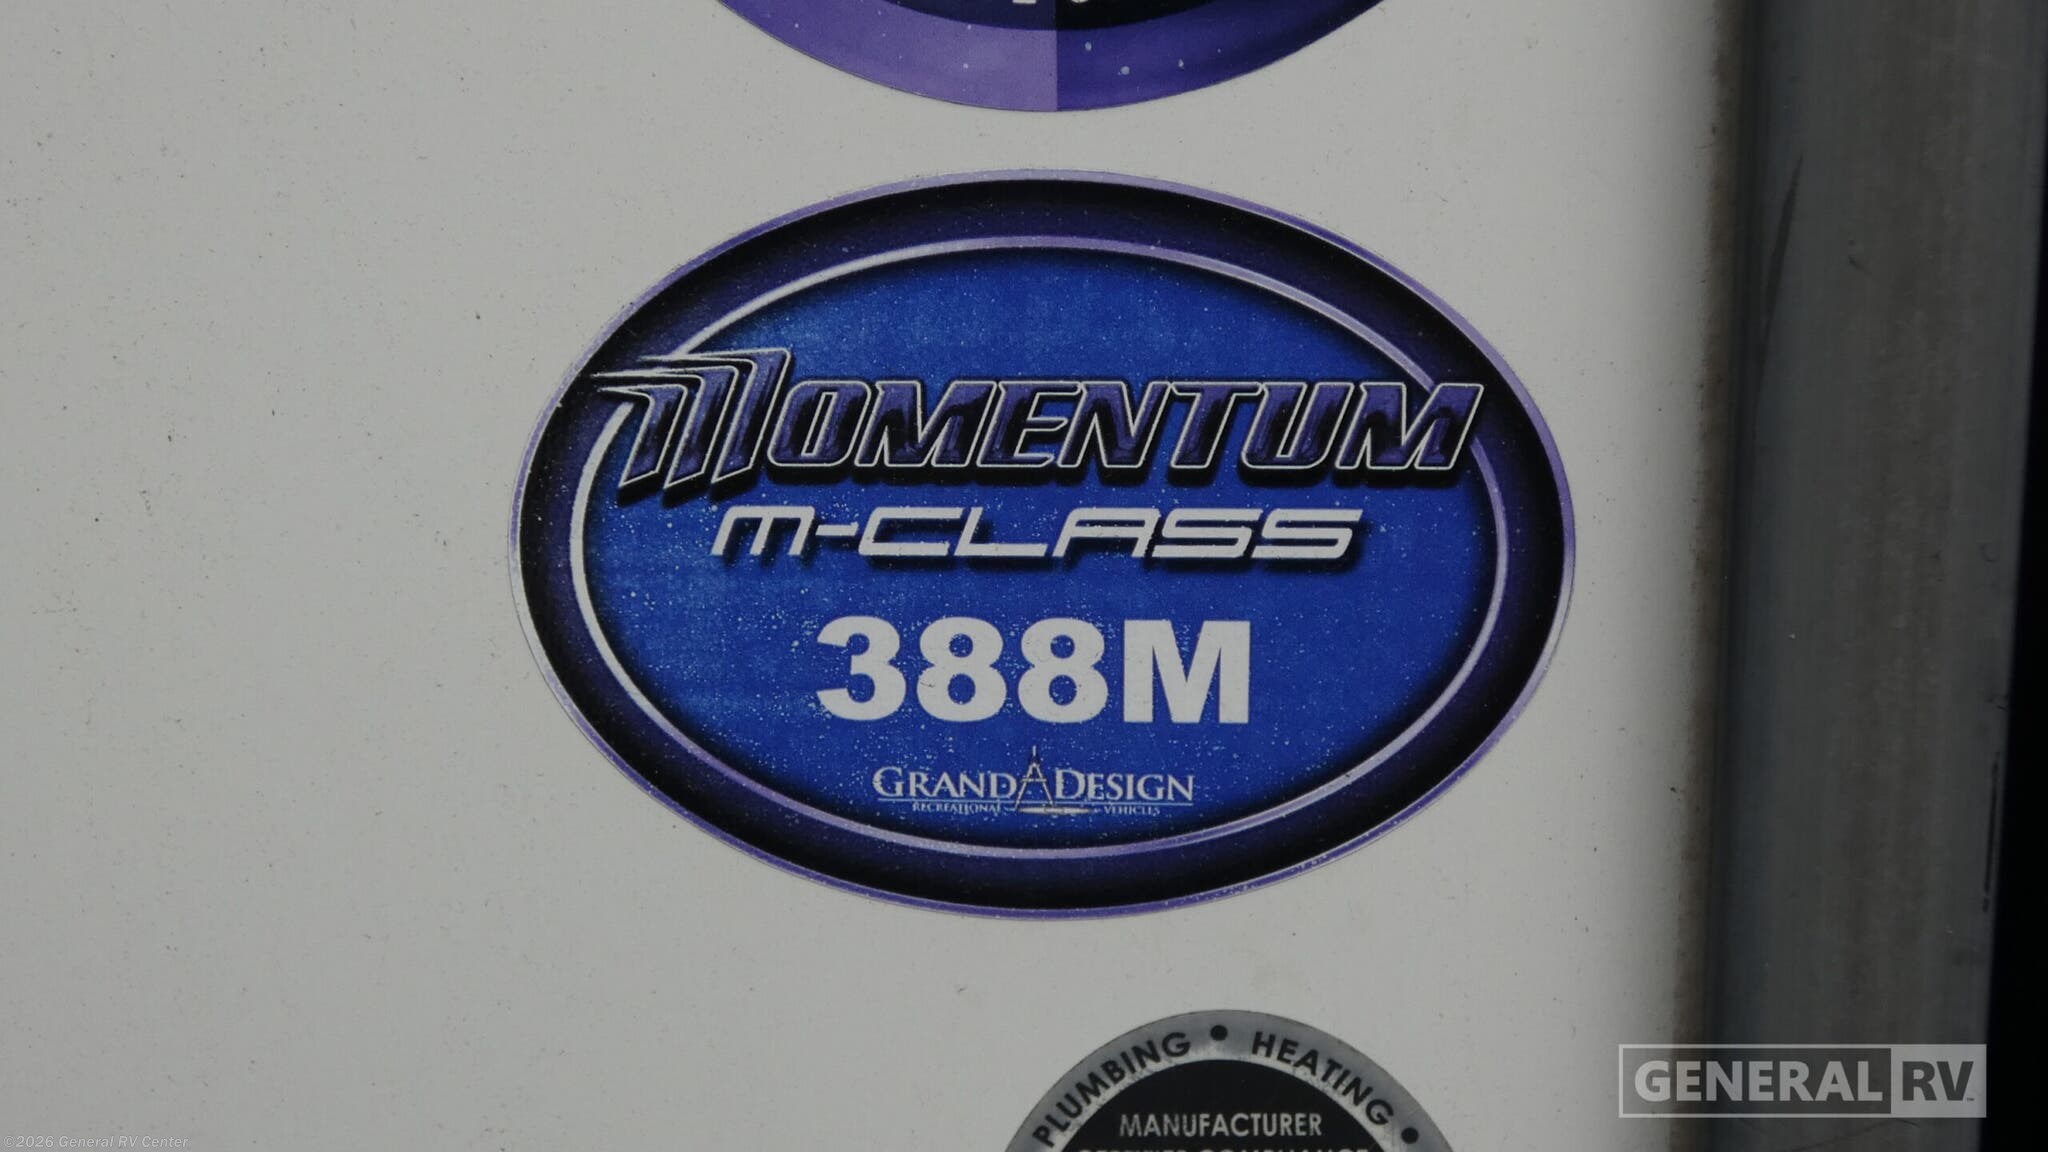 MOMENTUM
M-CLASS
388M
GRAND DESIGN
RECREATIONAL VEHICLES
PLUMBING • HEATING •
MANUFACTURER
GENERAL RV
©2026 General RV Center